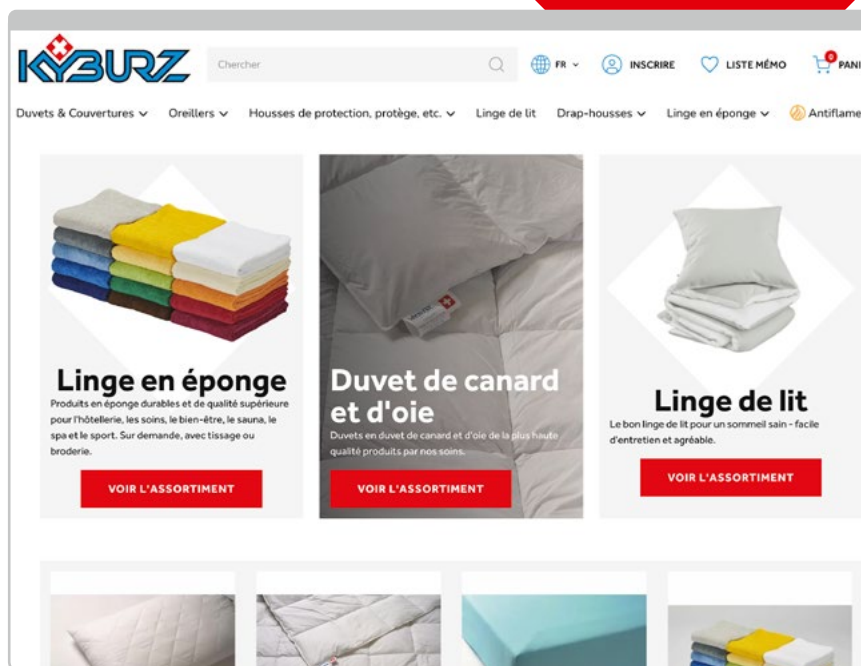 KYBURZ
Chercher
FR
INSCRIRE
LISTE MÉMO
0
PANI
Duvets & Couvertures
Oreillers
Housses de protection, protège, etc.
Linge de lit
Drap-housses
Linge en éponge
Antiflame
Linge en éponge
Produits en éponge durables et de qualité supérieure
pour l'hôtellerie, les soins, le bien-être, le sauna, le
spa et le sport. Sur demande, avec tissage ou
broderie.
VOIR L'ASSORTIMENT
Duvet de canard
et d'oie
Duvets en duvet de canard et d'oie de la plus haute
qualité produits par nos soins.
VOIR L'ASSORTIMENT
Linge de lit
Le bon linge de lit pour un sommeil sain - facile
d'entretien et agréable.
VOIR L'ASSORTIMENT